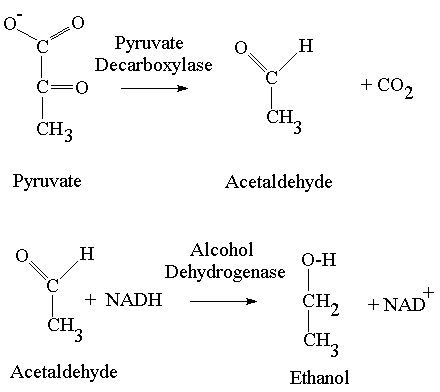 O⁻ O
Pyruvate
Decarboxylase
O H
C
C
C=O
+ CO₂
CH₃
CH₃
Pyruvate
Acetaldehyde
Alcohol
Dehydrogenase
O H
O-H
C
+ NADH
CH₂
+ NAD⁺
CH₃
CH₃
Acetaldehyde
Ethanol